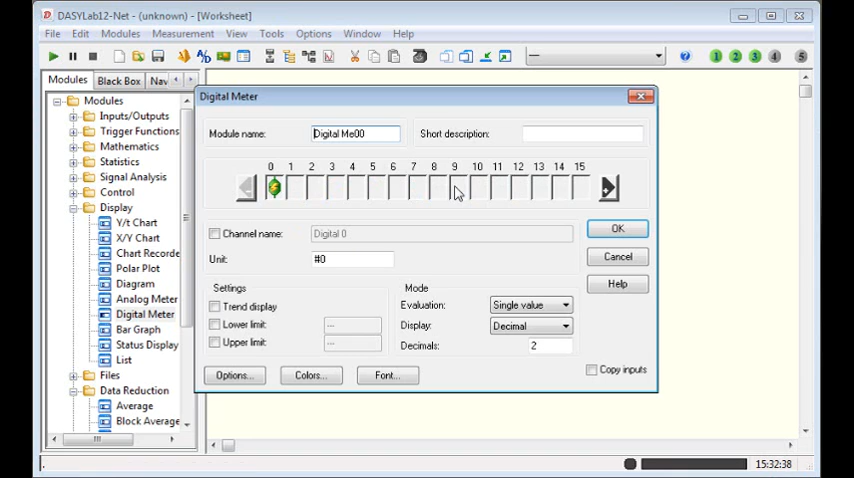 DASYLab12-Net - (unknown) - [Worksheet]
File Edit Modules Measurement View Tools Options Window Help
A/D --- ? 1 2 3 4 5
Modules Black Box Nav
Modules
Inputs/Outputs
Trigger Functions
Mathematics
Statistics
Signal Analysis
Control
Display
Y/t Chart
X/Y Chart
Chart Recorde
Polar Plot
Diagram
Analog Meter
Digital Meter
Bar Graph
Status Display
List
Files
Data Reduction
Average
Block Average
Digital Meter
Module name: Digital Me00 Short description:
0 1 2 3 4 5 6 7 8 9 10 11 12 13 14 15
Channel name: Digital 0 OK
Unit: #0 Cancel
Help
Settings Mode
Trend display Evaluation: Single value
Lower limit: --- Display: Decimal
Upper limit: --- Decimals: 2
Copy inputs
Options... Colors... Font...
. 15:32:38